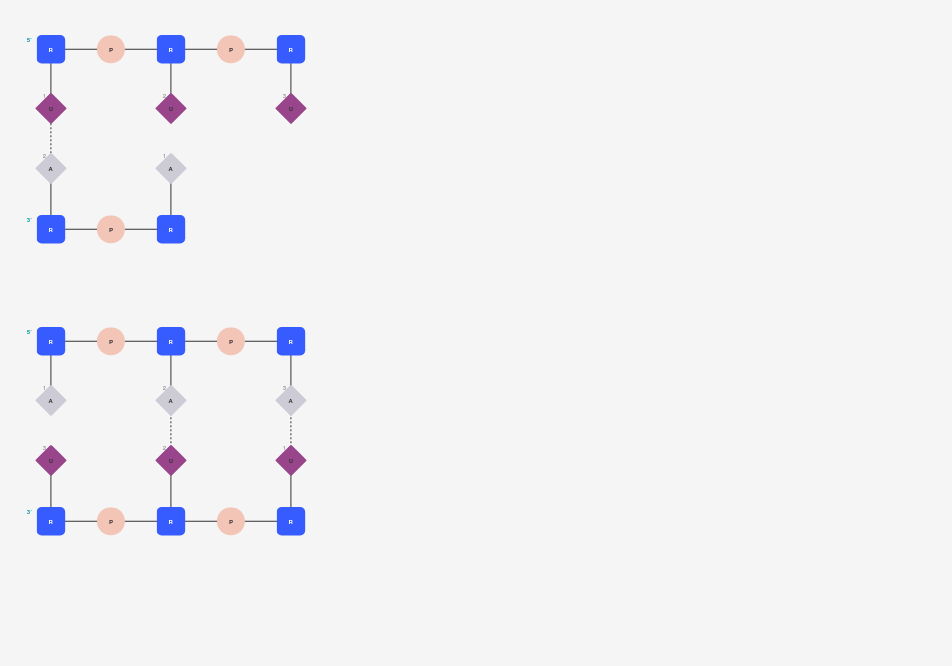 5'
R P R P R
1 2 3
U U U
2 1
A A
3'
R P R
5'
R P R P R
1 2 3
A A A
3 2 1
U U U
3'
R P R P R